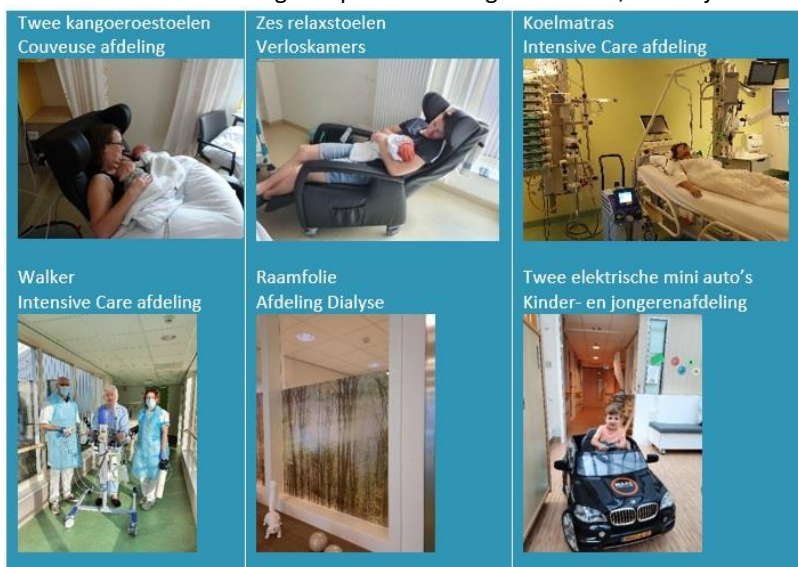 Twee kangoeroestoelen
Couveuse afdeling
Zes relaxstoelen
Verloskamers
Koelmatras
Intensive Care afdeling
Walker
Intensive Care afdeling
Raamfolie
Afdeling Dialyse
Twee elektrische mini auto's
Kinder- en jongerenafdeling